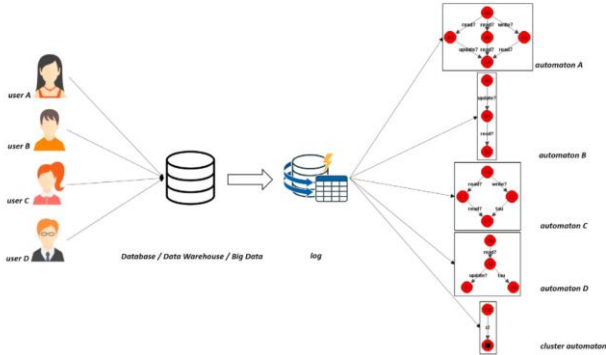 user A
user B
user C
user D
Database / Data Warehouse / Big Data
log
read?
read?
write?
update?
read?
read?
automaton A
update?
read?
automaton B
read?
write?
read?
tau
automaton C
read?
update?
tau
automaton D
cluster automaton